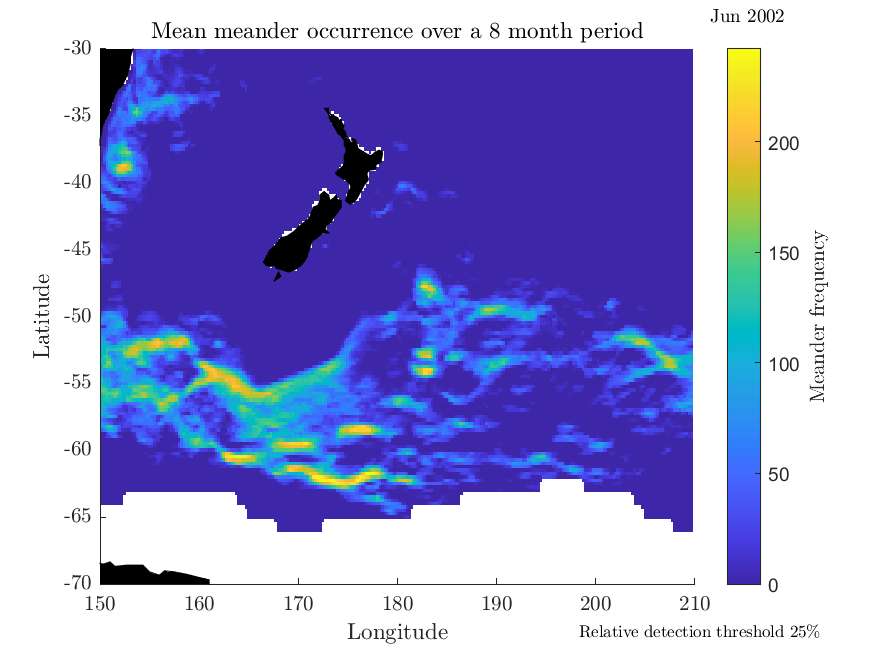 Jun 2002
Mean meander occurrence over a 8 month period
-30
-35
-40
-45
-50
-55
-60
-65
-70
Latitude
150 160 170 180 190 200 210
Longitude
200
150
100
50
0
Meander frequency
Relative detection threshold 25%